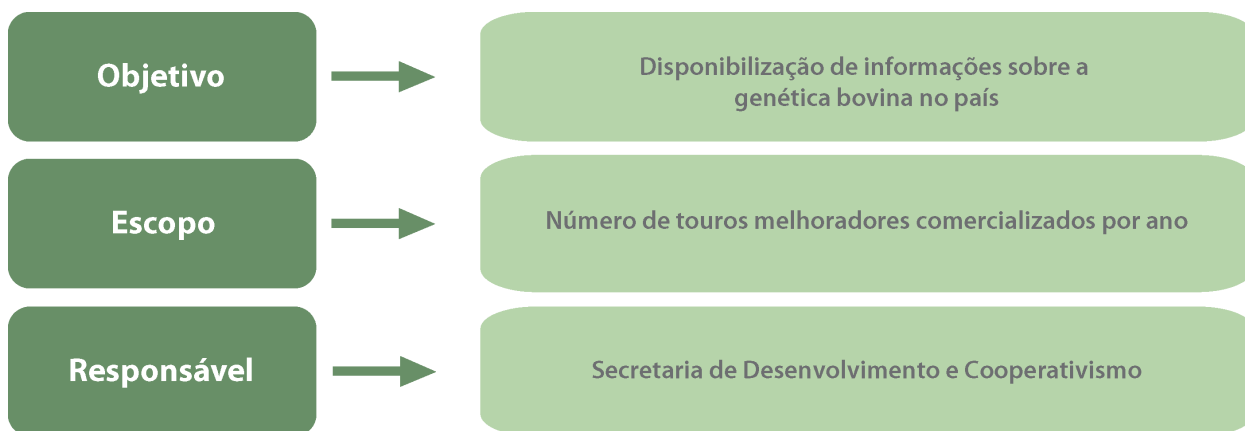 Objetivo
Disponibilização de informações sobre a
genética bovina no país
Escopo
Número de touros melhoradores comercializados por ano
Responsável
Secretaria de Desenvolvimento e Cooperativismo